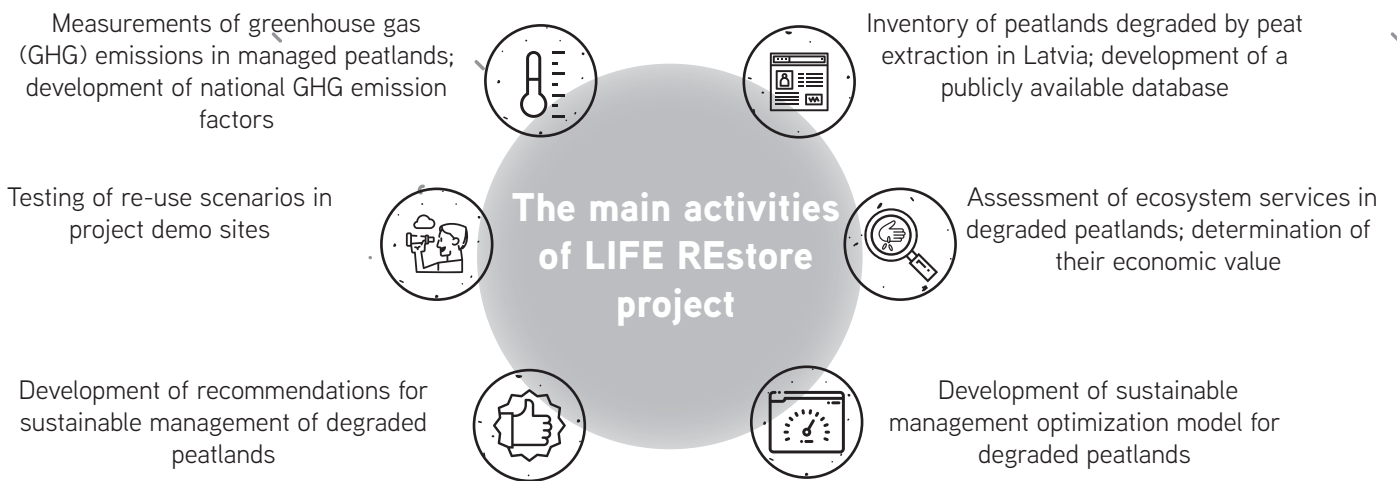 Measurements of greenhouse gas
(GHG) emissions in managed peatlands;
development of national GHG emission
factors
Inventory of peatlands degraded by peat
extraction in Latvia; development of a
publicly available database
Testing of re-use scenarios in
project demo sites
The main activities
of LIFE REstore
project
Assessment of ecosystem services in
degraded peatlands; determination of
their economic value
Development of recommendations for
sustainable management of degraded
peatlands
Development of sustainable
management optimization model for
degraded peatlands